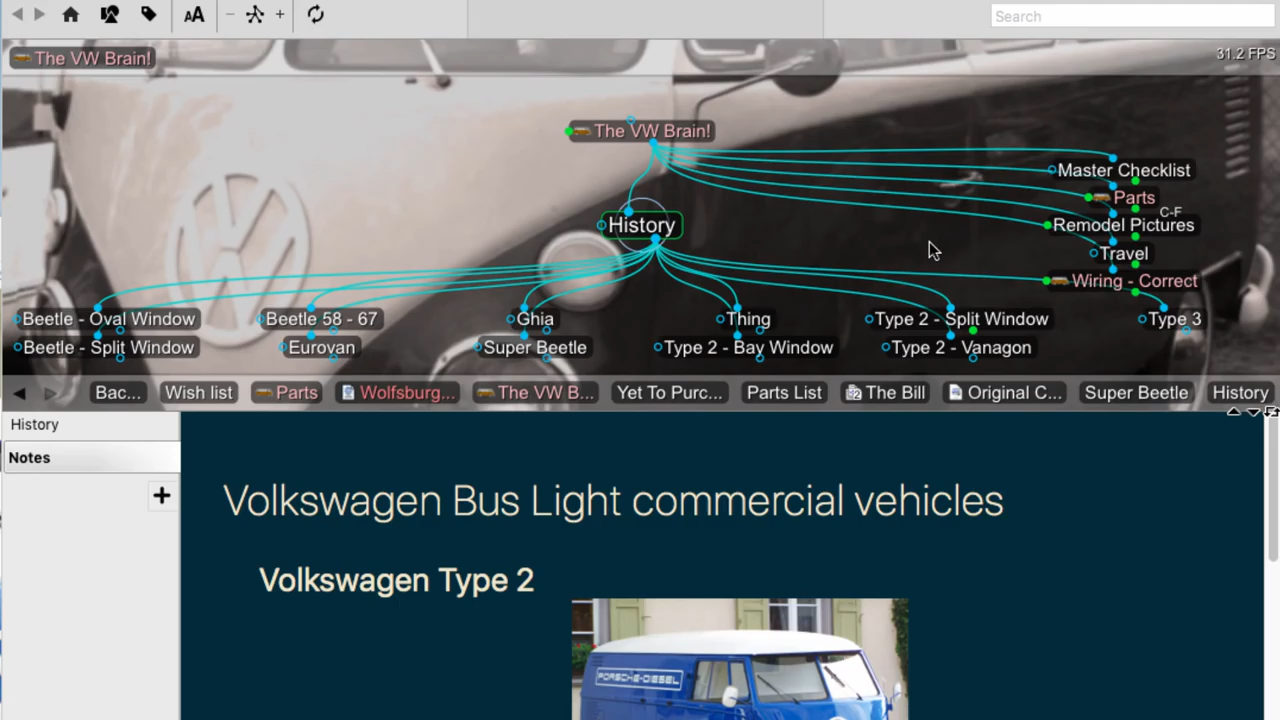 AA
Search
The VW Brain!
31.2 FPS
The VW Brain!
Master Checklist
Parts
C-F
History
Remodel Pictures
Travel
Wiring - Correct
Beetle - Oval Window
Beetle 58 - 67
Ghia
Thing
Type 2 - Split Window
Type 3
Beetle - Split Window
Eurovan
Super Beetle
Type 2 - Bay Window
Type 2 - Vanagon
Bac... Wish list Parts Wolfsburg... The VW B... Yet To Purc... Parts List The Bill Original C... Super Beetle History
History
Notes
Volkswagen Bus Light commercial vehicles
Volkswagen Type 2
PORSCHE-DIESEL